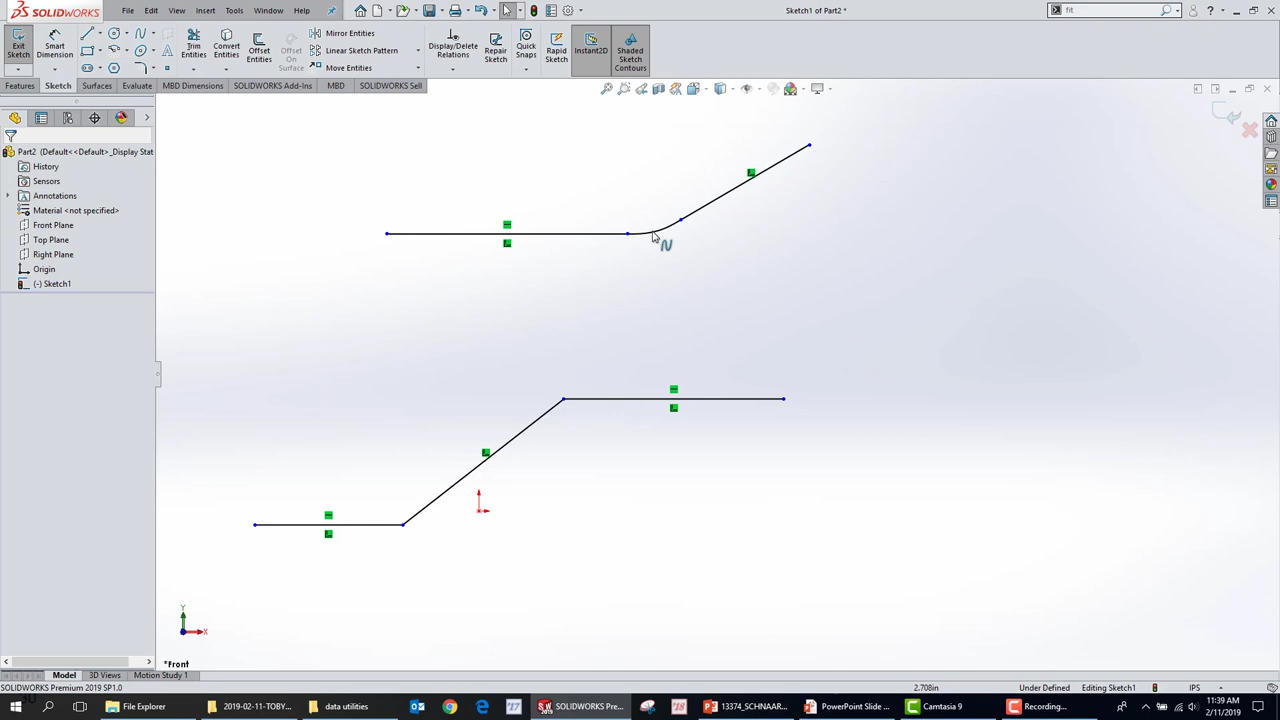 SOLIDWORKS
File Edit View Insert Tools Window Help
Sketch1 of Part2 *
fit
Exit Sketch
Smart Dimension
Trim Entities
Convert Entities
Offset Entities
Offset On Surface
Mirror Entities
Linear Sketch Pattern
Move Entities
Display/Delete Relations
Repair Sketch
Quick Snaps
Rapid Sketch
Instant2D
Shaded Sketch Contours
Features Sketch Surfaces Evaluate MBD Dimensions SOLIDWORKS Add-Ins MBD SOLIDWORKS Sell
Part2 (Default<<Default>_Display Stat
History
Sensors
Annotations
Material <not specified>
Front Plane
Top Plane
Right Plane
Origin
(-) Sketch1
Y
X
*Front
Model 3D Views Motion Study 1
SOLIDWORKS Premium 2019 SP1.0 2.708in Under Defined Editing Sketch1 IPS
File Explorer 2019-02-11-TOBY... data utilities '17 SOLIDWORKS Pre... '18 13374_SCHNAAR... PowerPoint Slide ... Camtasia 9 Recording... 11:39 AM
2/11/2019